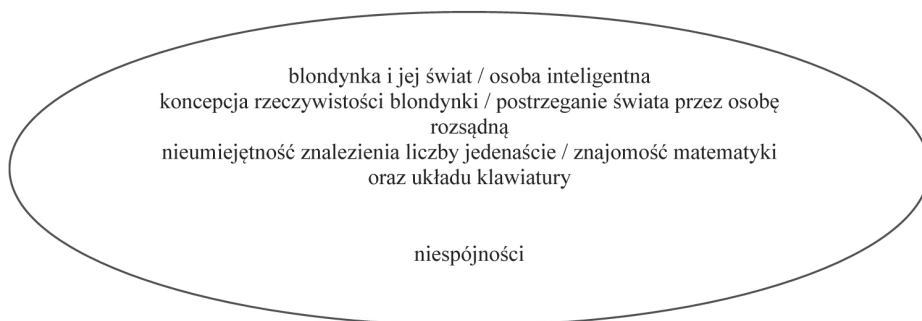 blondynka i jej świat / osoba inteligentna
koncepcja rzeczywistości blondynki / postrzeganie świata przez osobę
rozsądną
nieumiejętność znalezienia liczby jedenaście / znajomość matematyki
oraz układu klawiatury
niespójności